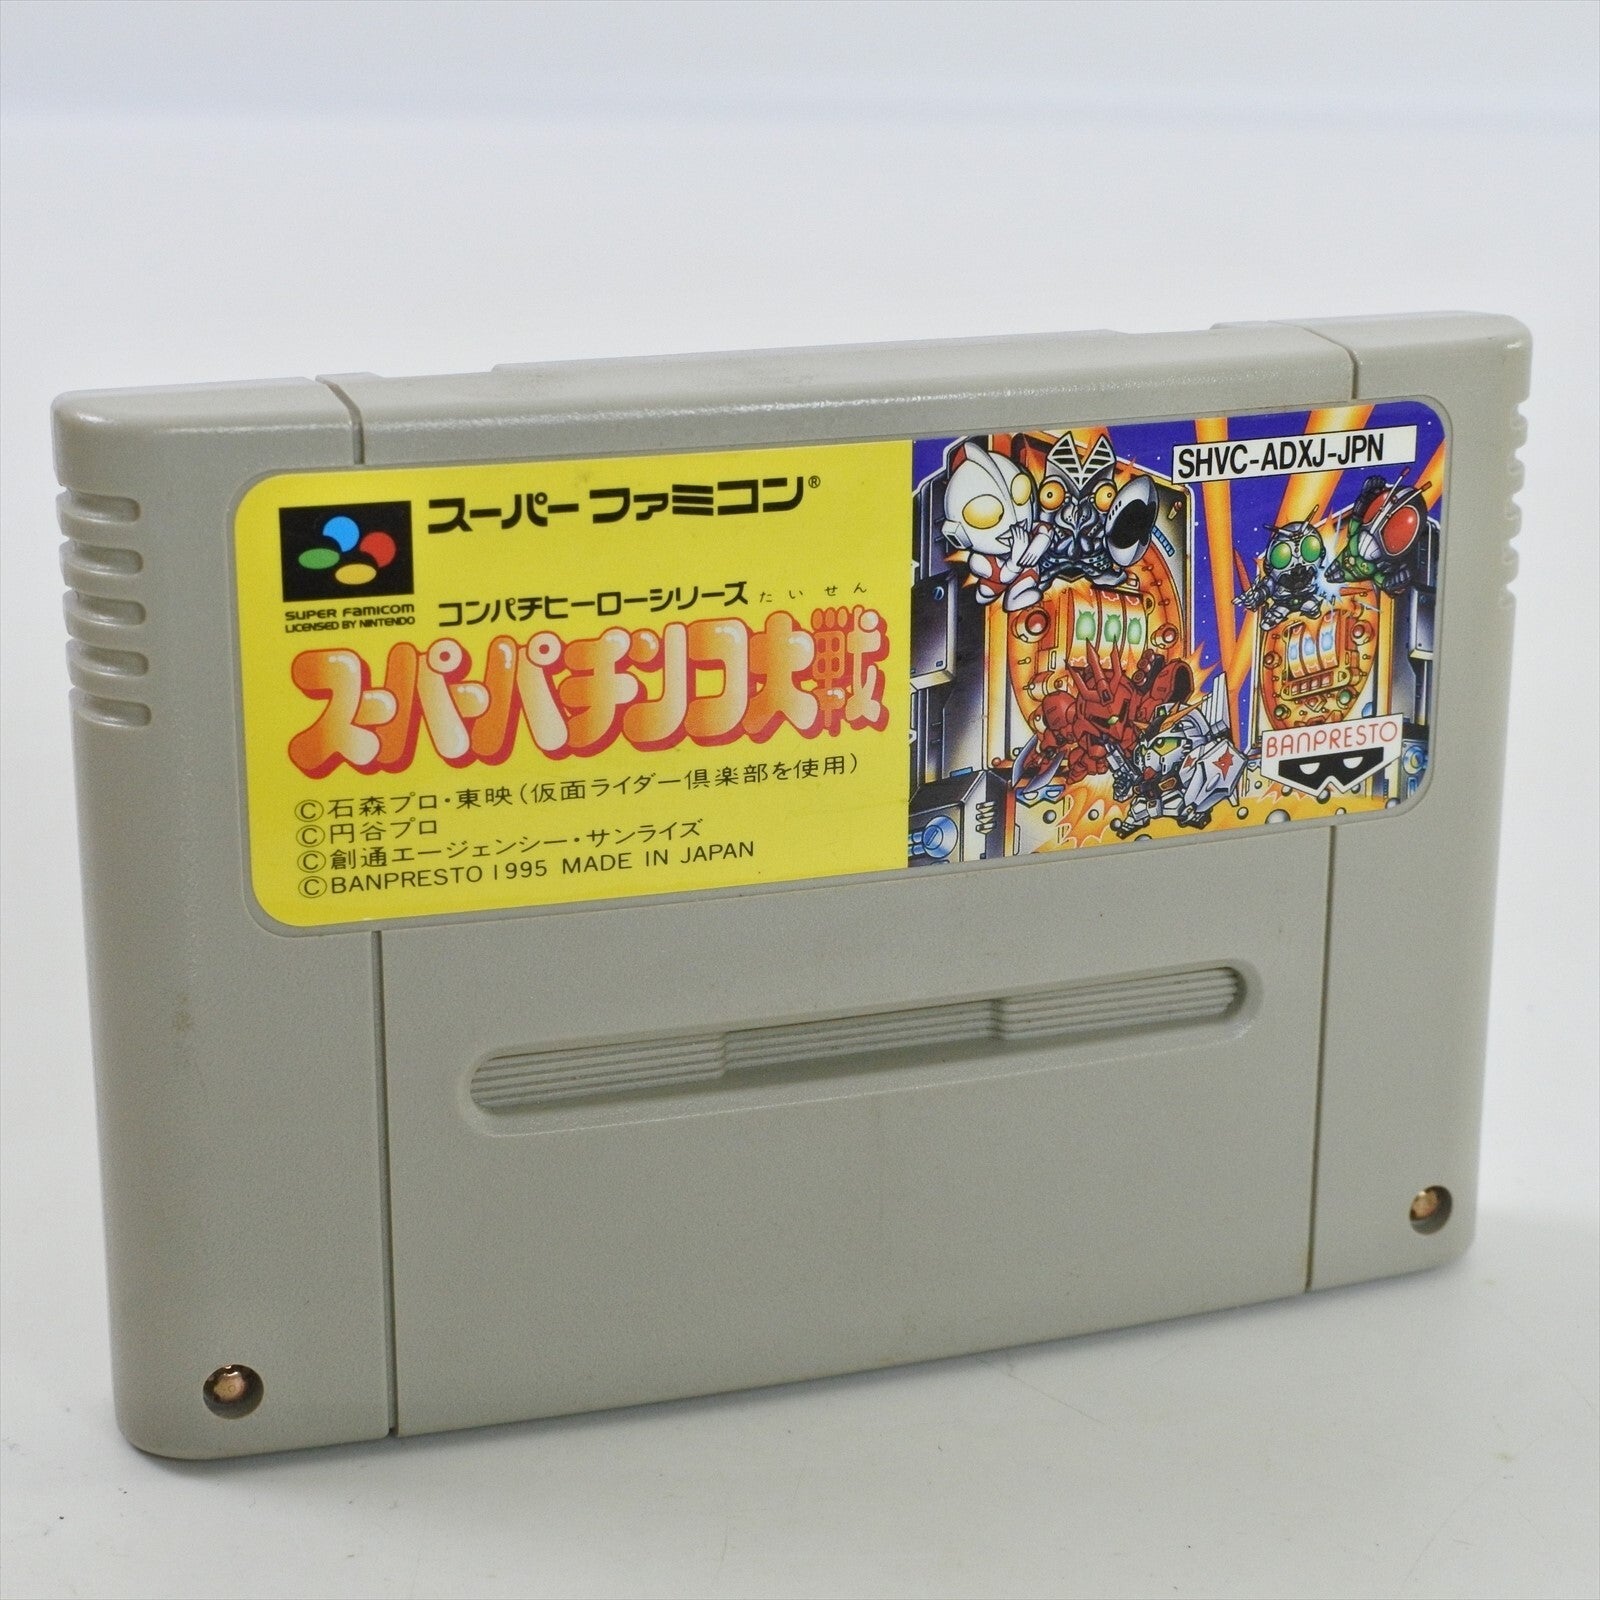 スーパーファミコン®
SUPER FAMICOM
LICENSED BY NINTENDO
コンパチヒーローシリーズ
たいせん
スーパーパチンコ大戦
©石森プロ・東映(仮面ライダー倶楽部を使用)
©円谷プロ
©創通エージェンシー・サンライズ
©BANPRESTO 1995 MADE IN JAPAN
SHVC-ADXJ-JPN
BANPRESTO